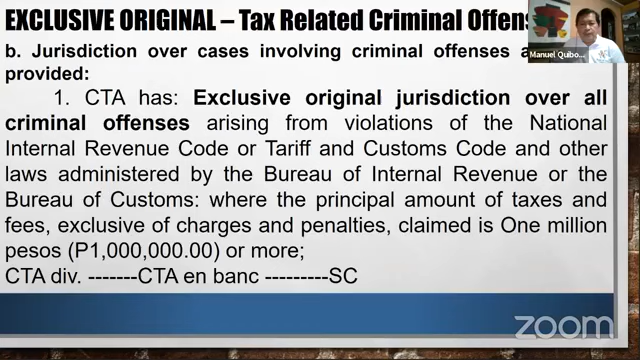 EXCLUSIVE ORIGINAL – Tax Related Criminal Offens
Manuel Quibo...
b. Jurisdiction over cases involving criminal offenses a
provided:
1. CTA has: Exclusive original jurisdiction over all
criminal offenses arising from violations of the National
Internal Revenue Code or Tariff and Customs Code and other
laws administered by the Bureau of Internal Revenue or the
Bureau of Customs: where the principal amount of taxes and
fees, exclusive of charges and penalties, claimed is One million
pesos (P1,000,000.00) or more;
CTA div. -------CTA en banc ---------SC
zoom